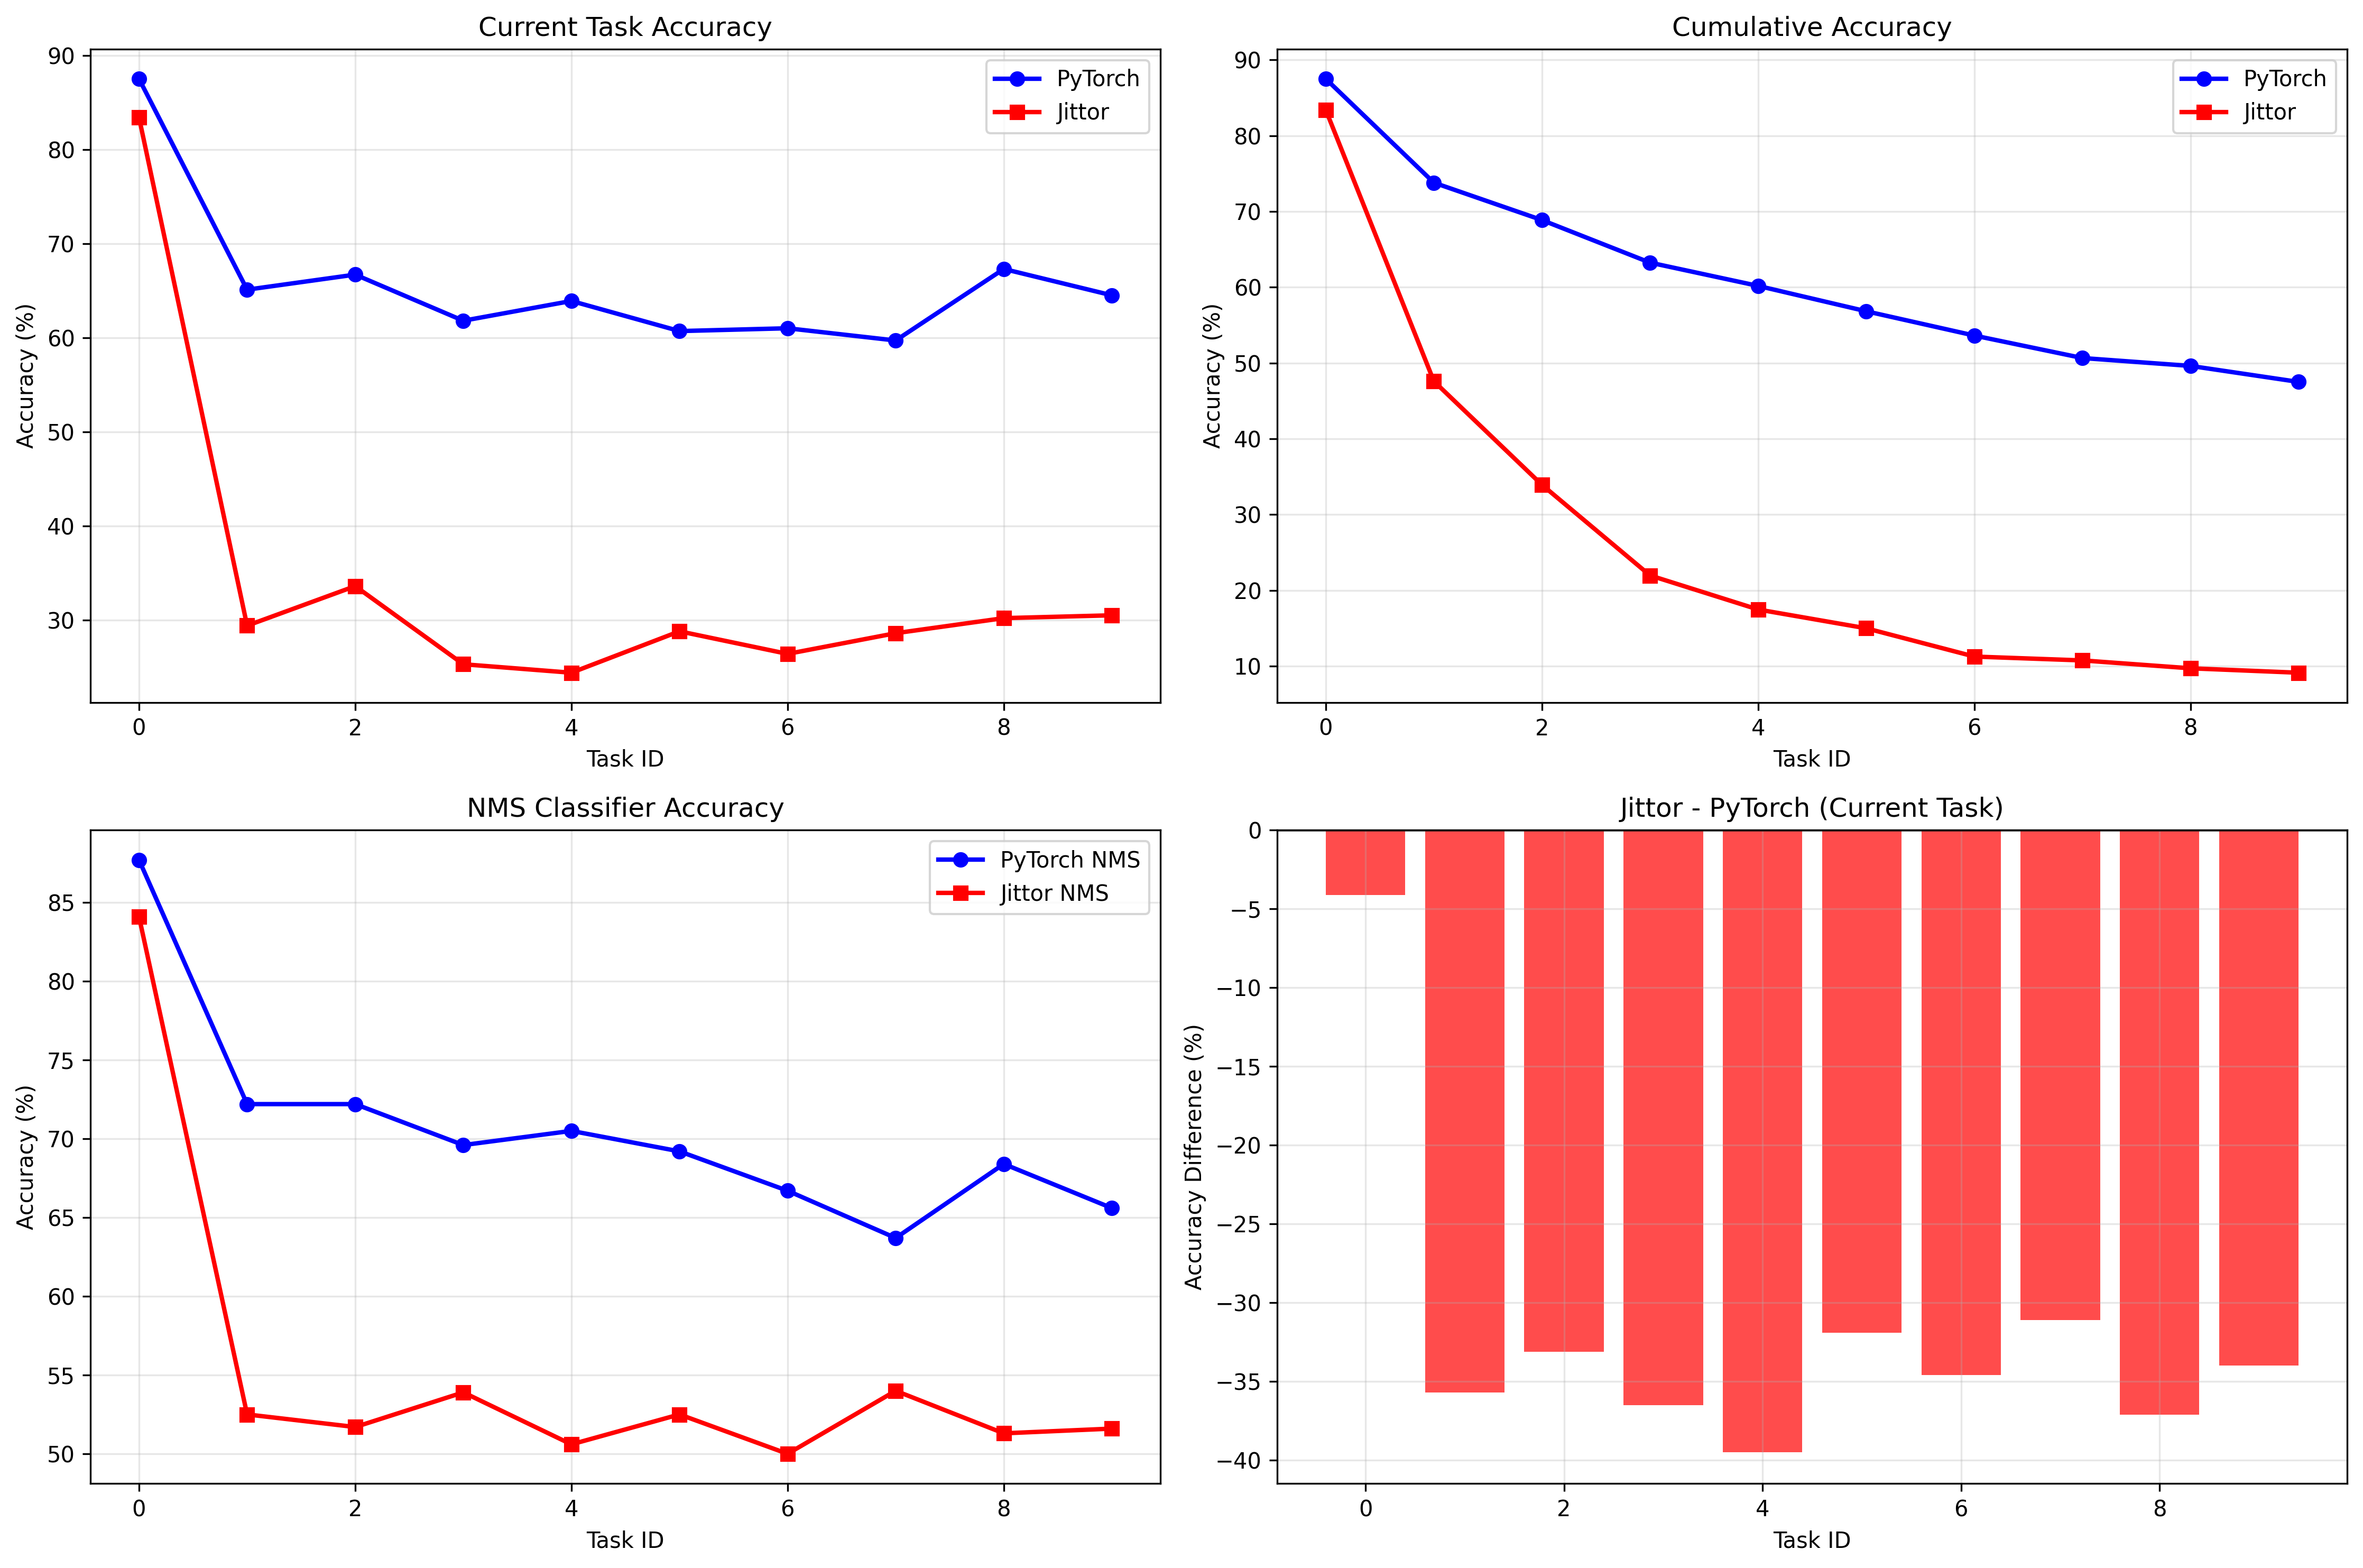 Current Task Accuracy
90
80
70
60
50
40
30
Accuracy (%)
PyTorch
Jittor
0 2 4 6 8
Task ID
Cumulative Accuracy
90
80
70
60
50
40
30
20
10
Accuracy (%)
PyTorch
Jittor
0 2 4 6 8
Task ID
NMS Classifier Accuracy
85
80
75
70
65
60
55
50
Accuracy (%)
PyTorch NMS
Jittor NMS
0 2 4 6 8
Task ID
Jittor - PyTorch (Current Task)
0
−5
−10
−15
−20
−25
−30
−35
−40
Accuracy Difference (%)
0 2 4 6 8
Task ID